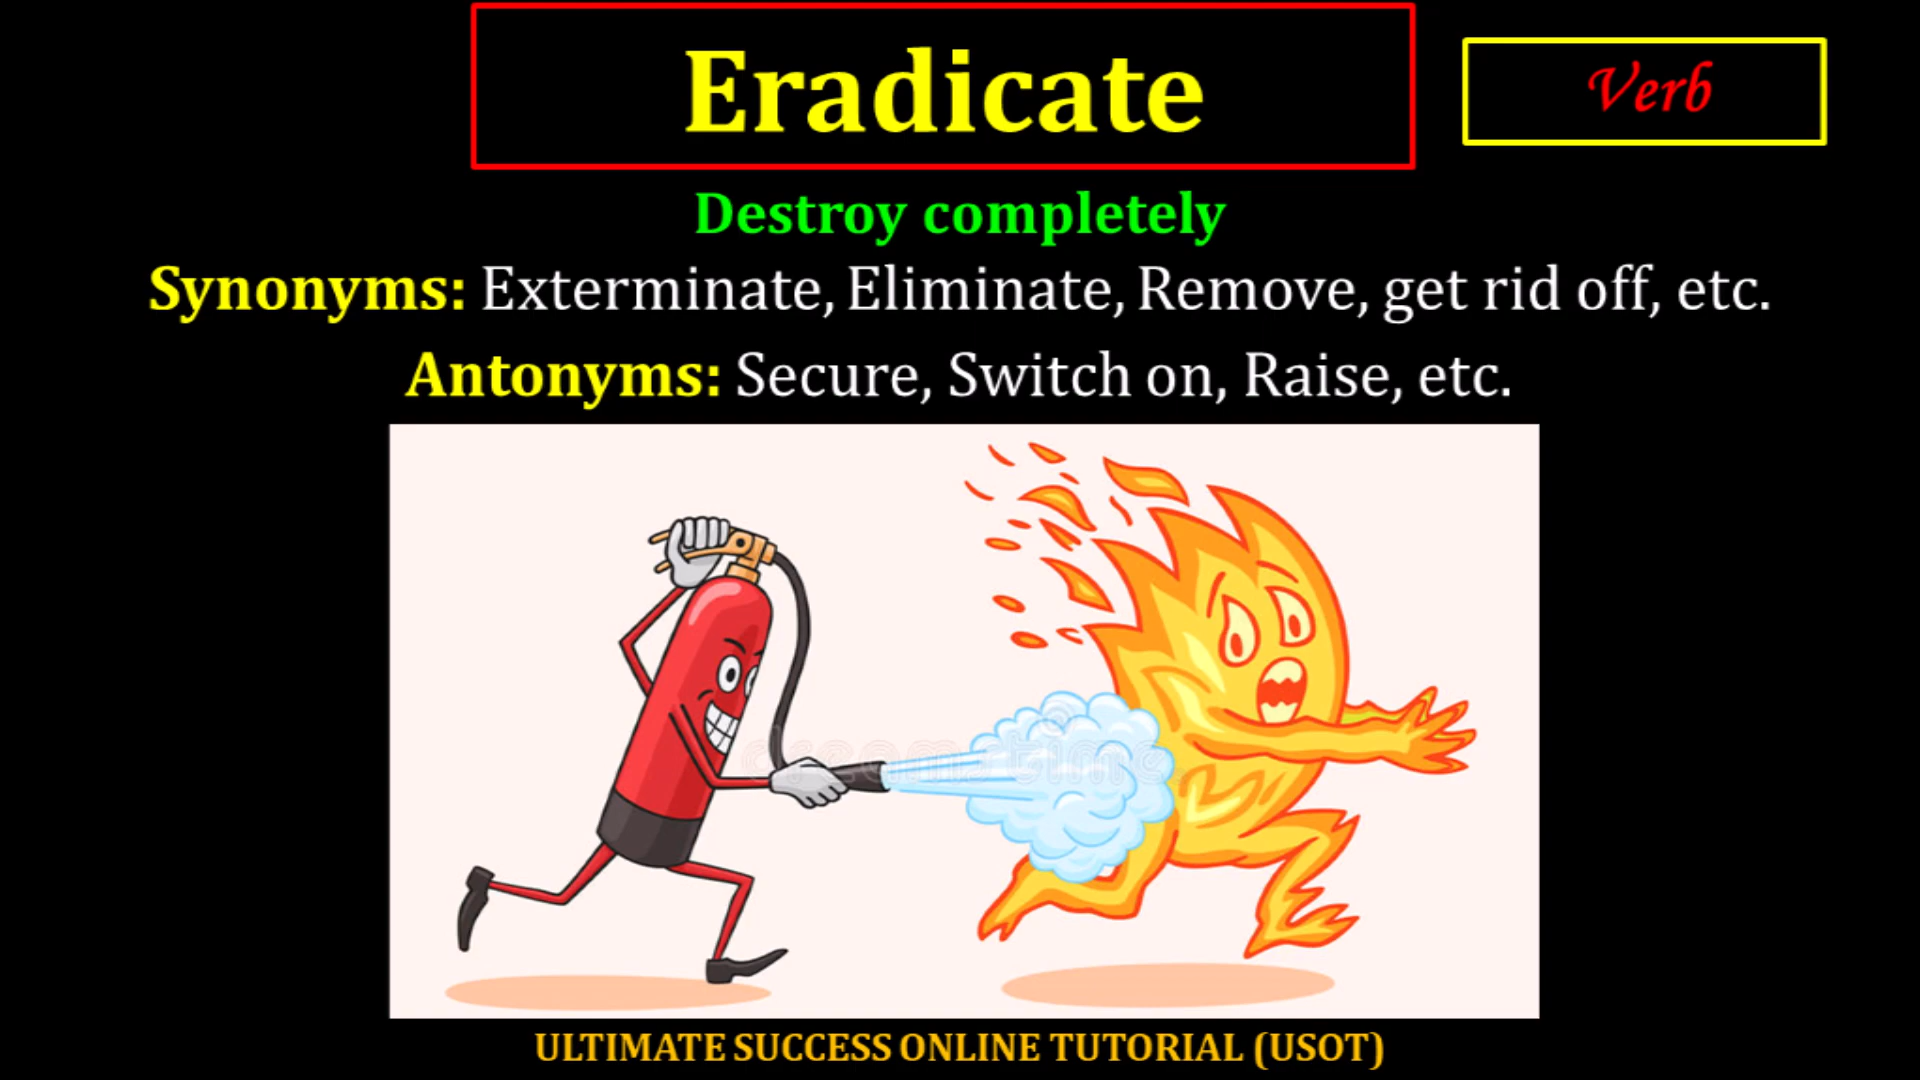 Eradicate
Verb
Destroy completely
Synonyms: Exterminate, Eliminate, Remove, get rid off, etc.
Antonyms: Secure, Switch on, Raise, etc.
dreamstime
ULTIMATE SUCCESS ONLINE TUTORIAL (USOT)